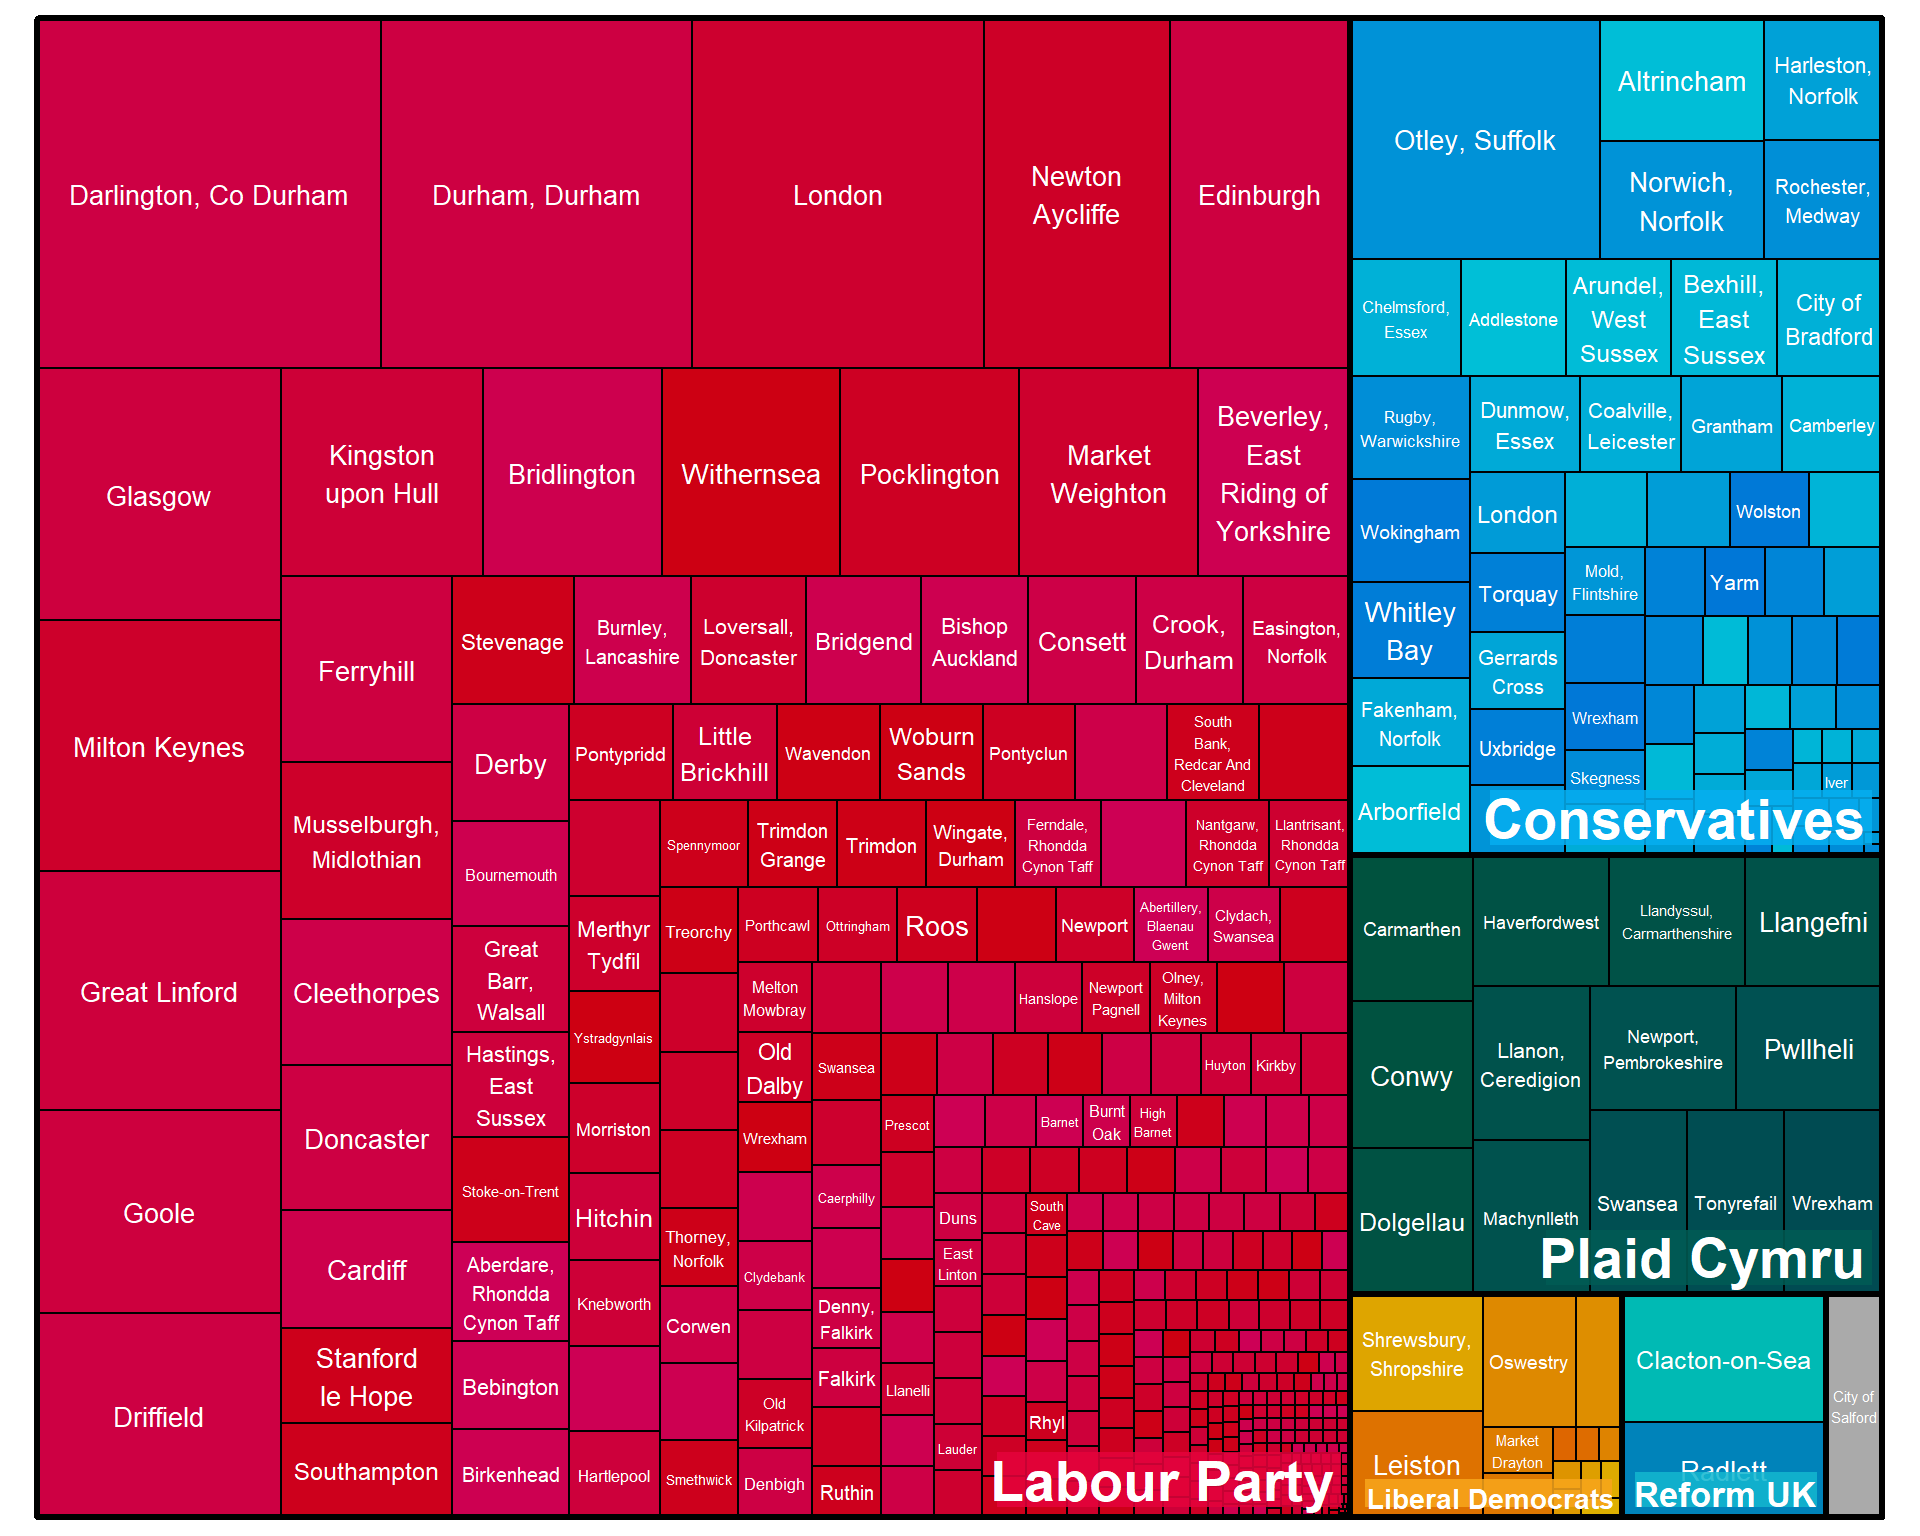 Darlington, Co Durham
Durham, Durham
London
Newton
Aycliffe
Edinburgh
Glasgow
Kingston
upon Hull
Bridlington
Withernsea
Pocklington
Market
Weighton
Beverley,
East
Riding of
Yorkshire
Milton Keynes
Great Linford
Goole
Driffield
Ferryhill
Musselburgh,
Midlothian
Cleethorpes
Doncaster
Cardiff
Stanford
le Hope
Southampton
Stevenage
Burnley,
Lancashire
Loversall,
Doncaster
Bridgend
Bishop
Auckland
Consett
Crook,
Durham
Easington,
Norfolk
Derby
Bournemouth
Great
Barr,
Walsall
Hastings,
East
Sussex
Stoke-on-Trent
Aberdare,
Rhondda
Cynon Taff
Bebington
Birkenhead
Pontypridd
Little
Brickhill
Wavendon
Woburn
Sands
Pontyclun
South
Bank,
Redcar And
Cleveland
Merthyr
Tydfil
Ystradgynlais
Morriston
Hitchin
Knebworth
Hartlepool
Spennymoor
Trimdon
Grange
Trimdon
Wingate,
Durham
Ferndale,
Rhondda
Cynon Taff
Nantgarw,
Rhondda
Cynon Taff
Llantrisant,
Rhondda
Cynon Taff
Treorchy
Thorney,
Norfolk
Corwen
Smethwick
Porthcawl
Ottringham
Roos
Newport
Abertillery,
Blaenau
Gwent
Clydach,
Swansea
Melton
Mowbray
Old
Dalby
Wrexham
Clydebank
Old
Kilpatrick
Denbigh
Hanslope
Newport
Pagnell
Olney,
Milton
Keynes
Swansea
Caerphilly
Denny,
Falkirk
Falkirk
Ruthin
Huyton
Kirkby
Prescot
Llanelli
Barnet
Burnt
Oak
High
Barnet
Duns
East
Linton
Lauder
South
Cave
Rhyl
Labour Party
Otley, Suffolk
Altrincham
Harleston,
Norfolk
Norwich,
Norfolk
Rochester,
Medway
Chelmsford,
Essex
Addlestone
Arundel,
West
Sussex
Bexhill,
East
Sussex
City of
Bradford
Rugby,
Warwickshire
Wokingham
Whitley
Bay
Fakenham,
Norfolk
Arborfield
Dunmow,
Essex
Coalville,
Leicester
Grantham
Camberley
London
Torquay
Gerrards
Cross
Uxbridge
Wolston
Mold,
Flintshire
Yarm
Wrexham
Skegness
Iver
Conservatives
Carmarthen
Conwy
Dolgellau
Haverfordwest
Llandyssul,
Carmarthenshire
Llangefni
Llanon,
Ceredigion
Newport,
Pembrokeshire
Pwllheli
Machynlleth
Swansea
Tonyrefail
Wrexham
Plaid Cymru
Shrewsbury,
Shropshire
Oswestry
Leiston
Market
Drayton
Liberal Democrats
Clacton-on-Sea
Radlett
Reform UK
City of
Salford